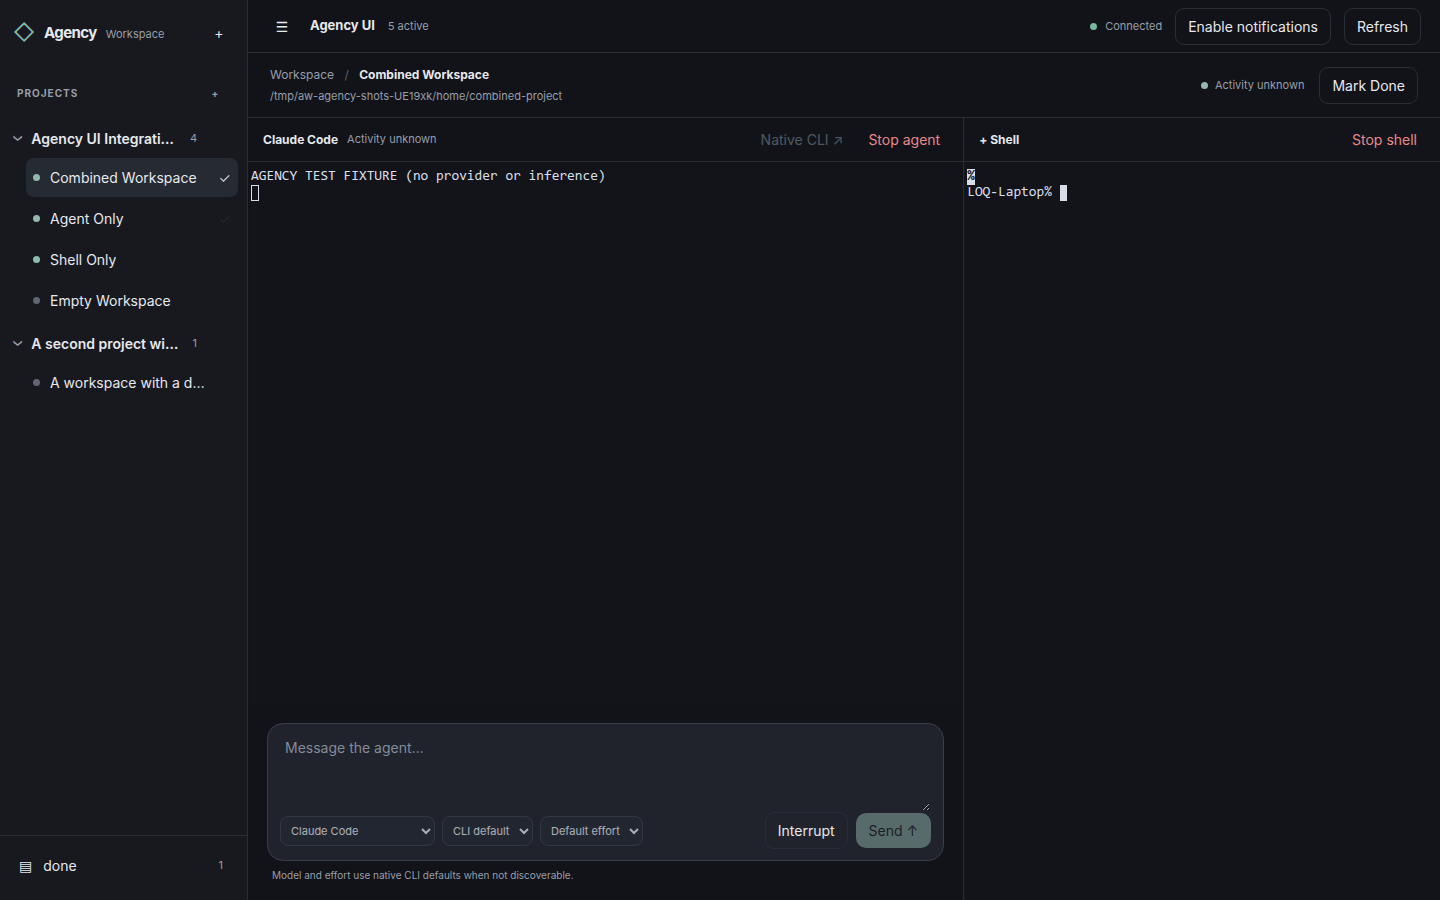 Agency Workspace +
PROJECTS +
Agency UI Integrati... 4
Combined Workspace ✓
Agent Only ✓
Shell Only
Empty Workspace
A second project wi... 1
A workspace with a d...
done 1
☰ Agency UI 5 active
Connected Enable notifications Refresh
Workspace / Combined Workspace
/tmp/aw-agency-shots-UE19xk/home/combined-project
Activity unknown Mark Done
Claude Code Activity unknown Native CLI ↗ Stop agent
AGENCY TEST FIXTURE (no provider or inference)
Message the agent...
Claude Code CLI default Default effort Interrupt Send ↑
Model and effort use native CLI defaults when not discoverable.
+ Shell Stop shell
%
LOQ-Laptop%